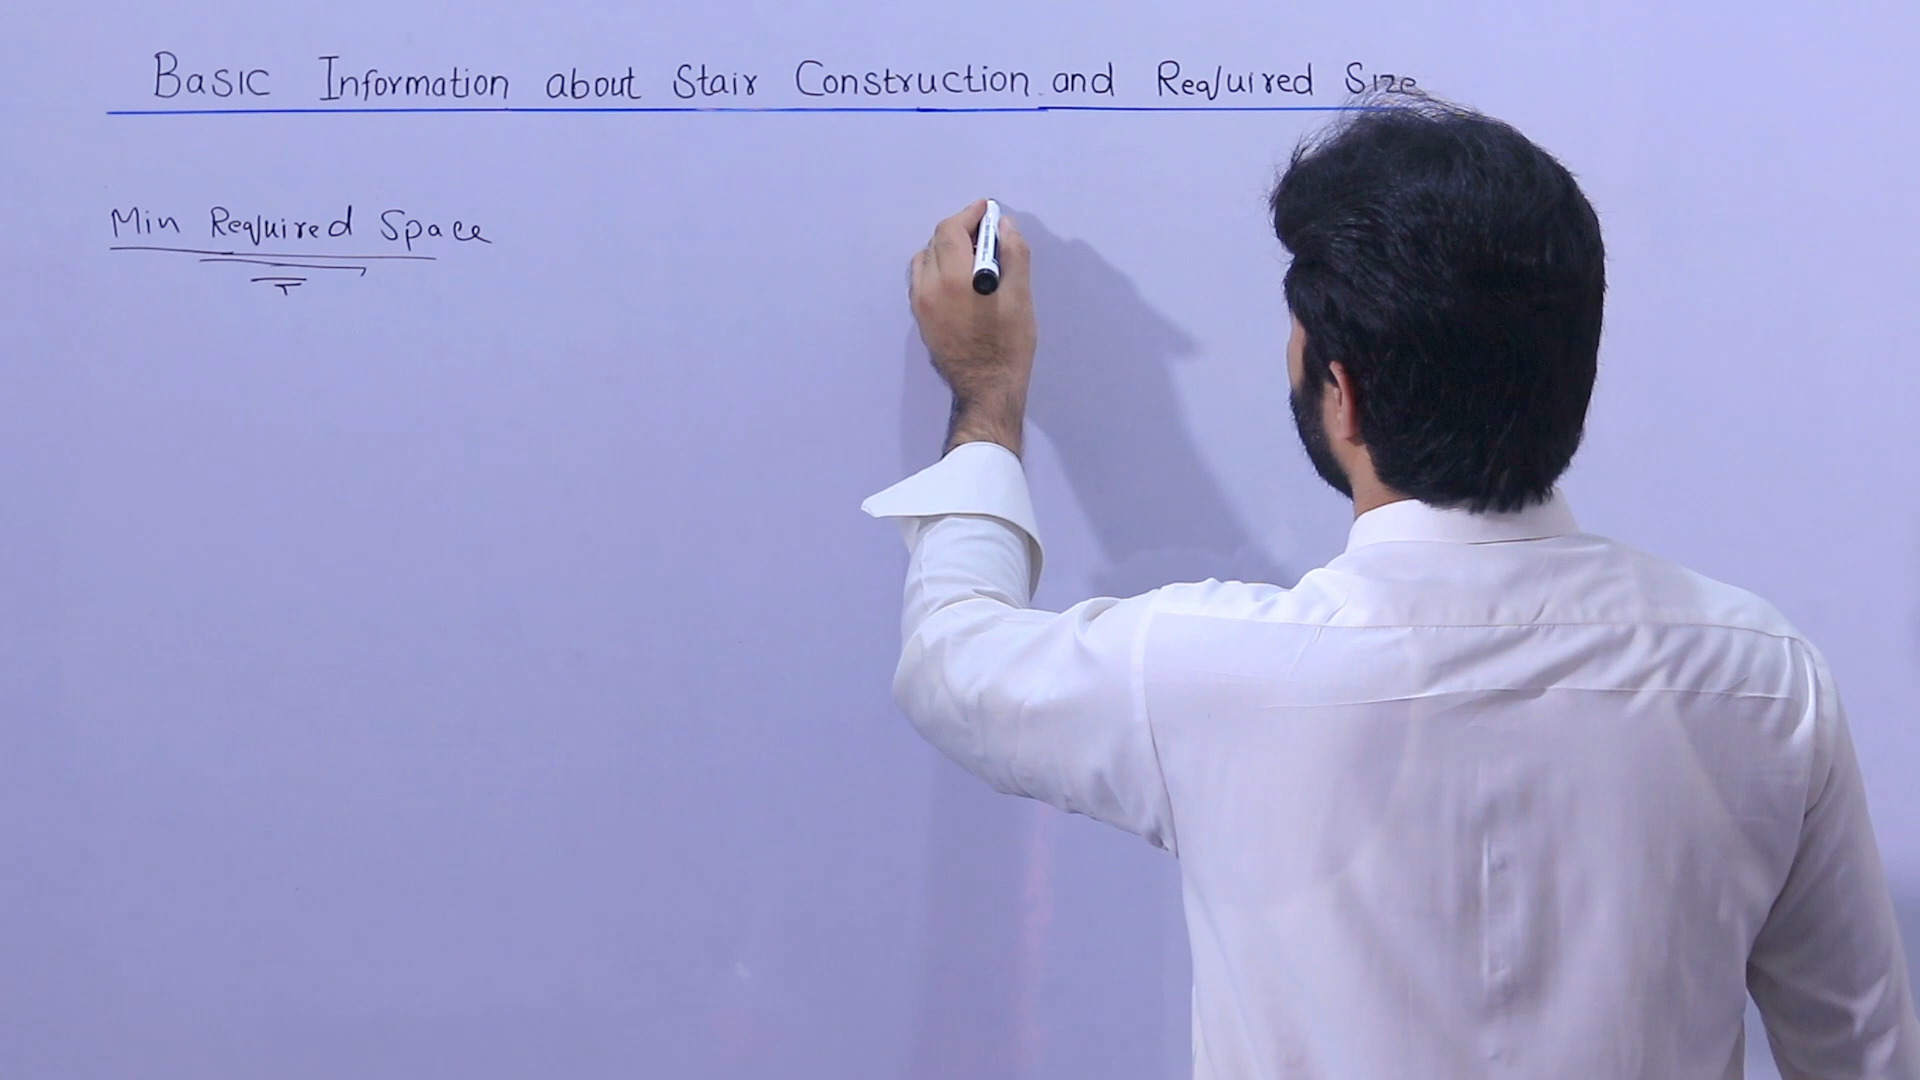 Basic Information about Stair Construction and Required Size
Min Required Space